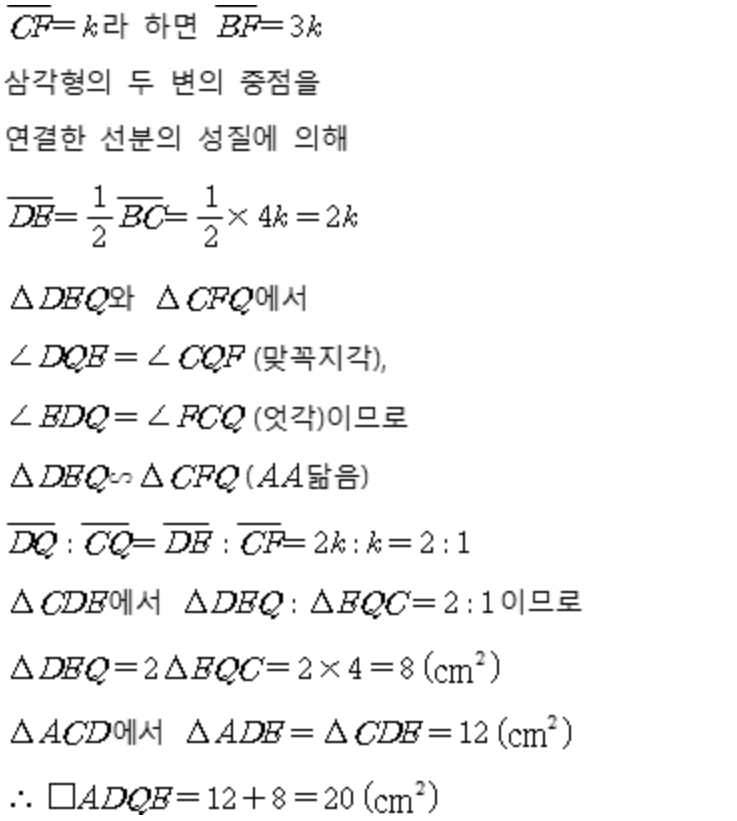 CF=k라 하면 BF=3k
삼각형의 두 변의 중점을
연결한 선분의 성질에 의해
DE=1/2BC=1/2×4k=2k
△DEQ와 △CFQ에서
∠DQE=∠CQF (맞꼭지각),
∠EDQ=∠FCQ (엇각)이므로
△DEQ∽△CFQ(AA닮음)
DQ:CQ=DE:CF=2k:k=2:1
△CDE에서 △DEQ:△EQC=2:1이므로
△DEQ=2△EQC=2×4=8(cm²)
△ACD에서 △ADE=△CDE=12(cm²)
∴ □ADQE=12+8=20(cm²)